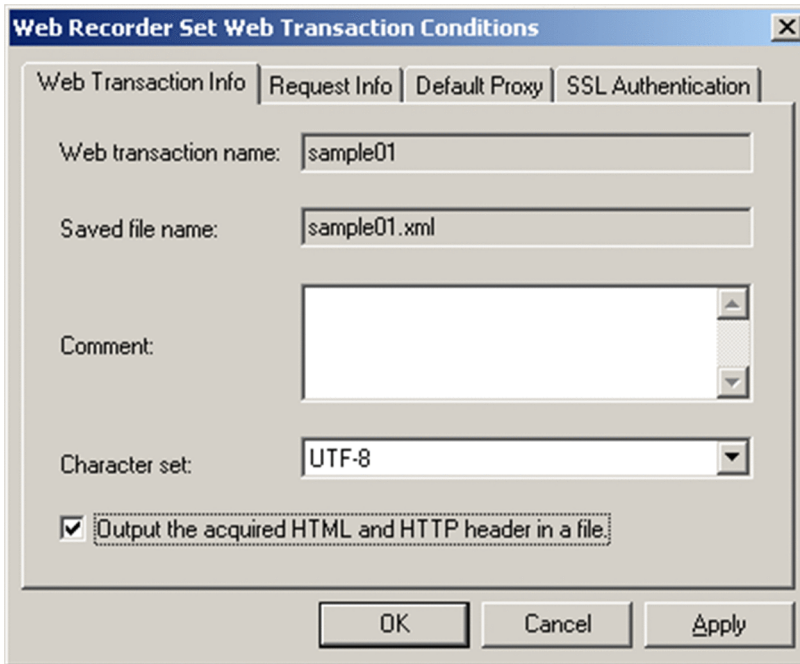 Web Recorder Set Web Transaction Conditions
Web Transaction Info Request Info Default Proxy SSL Authentication
Web transaction name: sample01
Saved file name: sample01.xml
Comment:
Character set: UTF-8
Output the acquired HTML and HTTP header in a file.
OK Cancel Apply